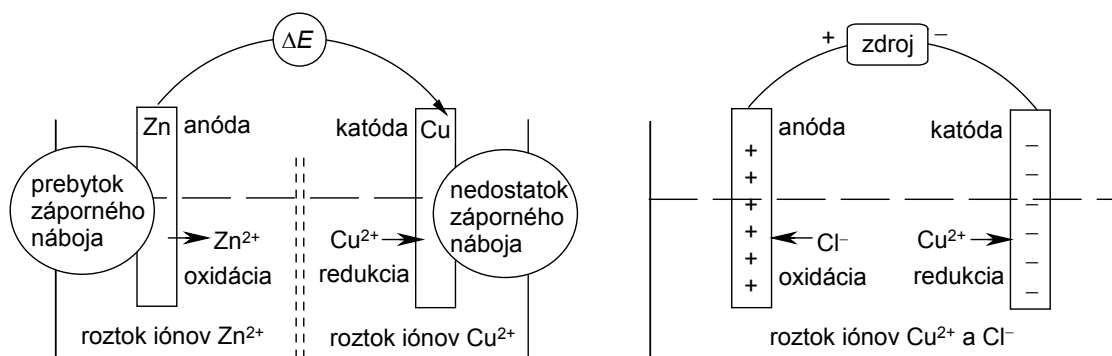 ΔE
Zn anóda
katóda Cu
prebytok
záporného
náboja
nedostatok
záporného
náboja
Zn²⁺
oxidácia
Cu²⁺
redukcia
roztok iónov Zn²⁺
roztok iónov Cu²⁺
+ zdroj −
anóda
katóda
+ −
+ −
+ −
+ −
+ −
+ −
Cl⁻
oxidácia
Cu²⁺
redukcia
roztok iónov Cu²⁺ a Cl⁻